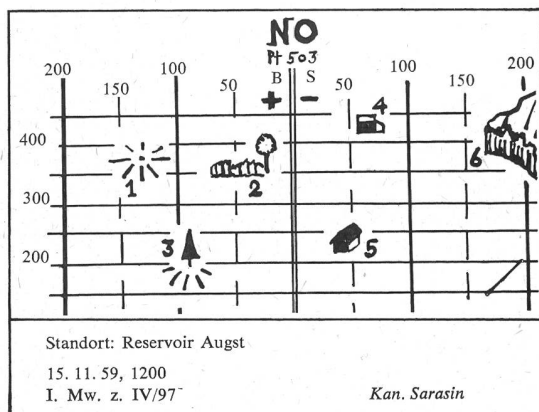 NO
Pt 503
200 150 100 50 B S 50 100 150 200
+ −
4
400
6
1 2
300
3 5
200
Standort: Reservoir Augst
15. 11. 59, 1200
I. Mw. z. IV/97
Kan. Sarasin